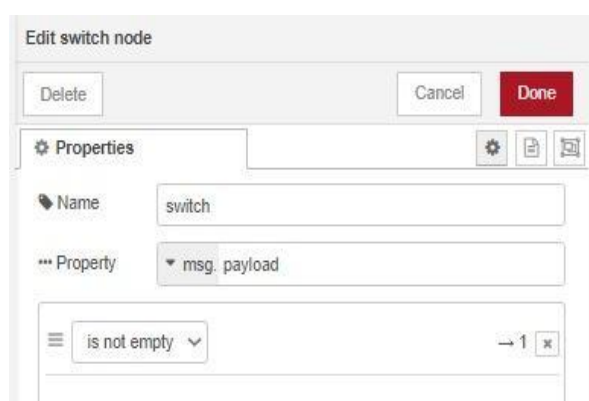 Edit switch node
Delete Cancel Done
Properties
Name switch
Property msg. payload
is not empty → 1 x